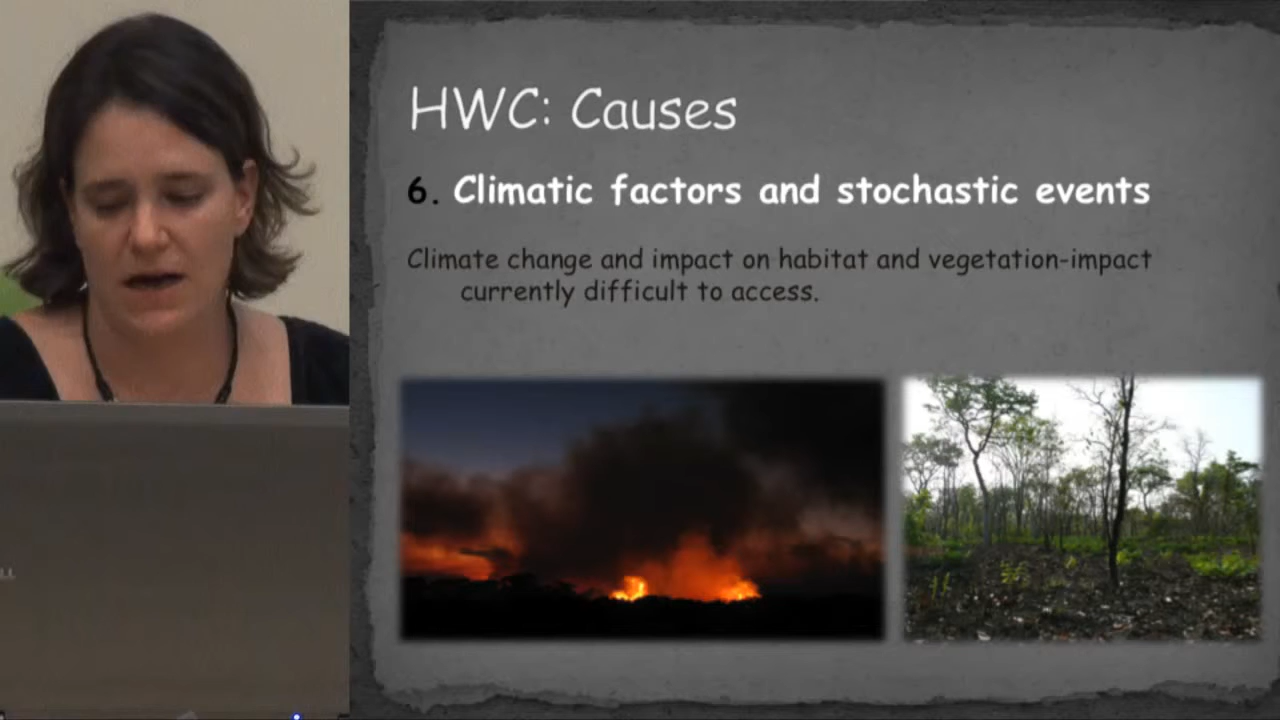 HWC: Causes
6. Climatic factors and stochastic events
Climate change and impact on habitat and vegetation-impact
currently difficult to access.